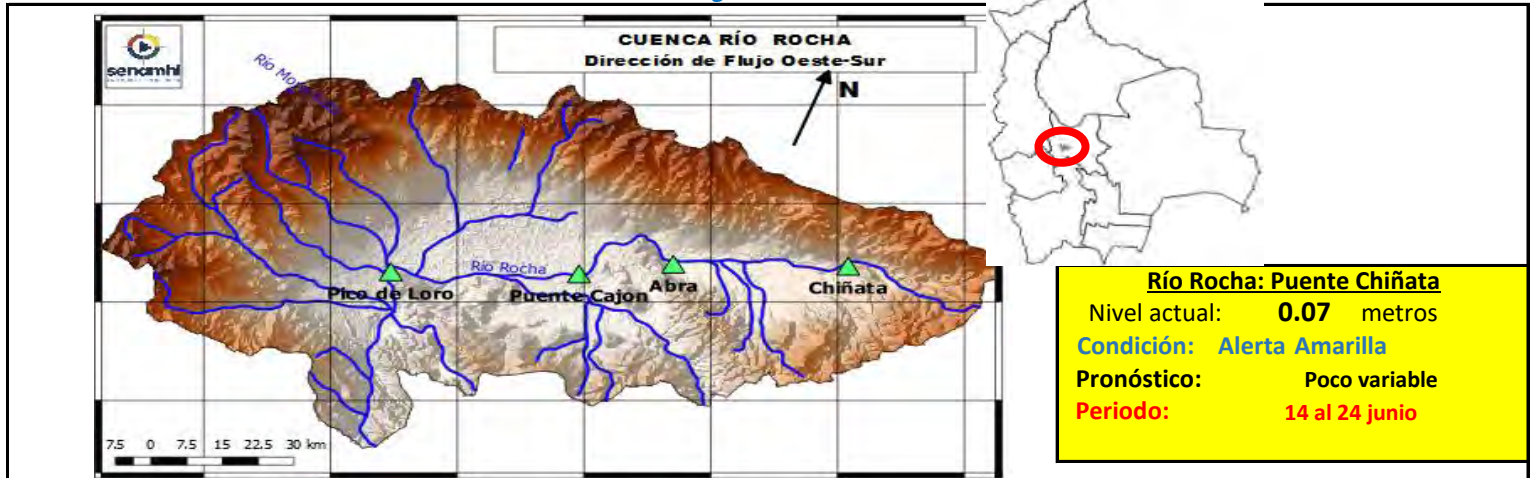 senamhi
CUENCA RÍO ROCHA
Dirección de Flujo Oeste-Sur
N
Río Rocha
Pico de Loro
Puente Cajon
Abra
Chiñata
7.5 0 7.5 15 22.5 30 km
Río Rocha: Puente Chiñata
Nivel actual: 0.07 metros
Condición: Alerta Amarilla
Pronóstico: Poco variable
Periodo: 14 al 24 junio